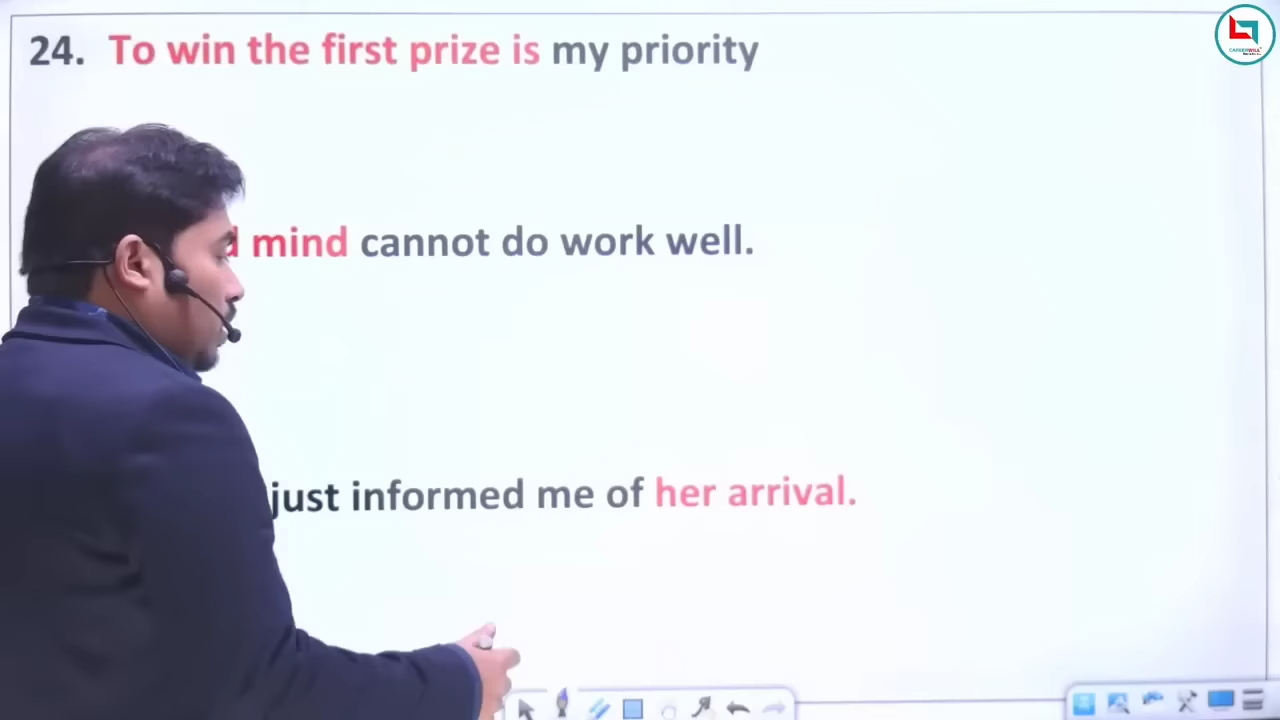 24. To win the first prize is my priority
mind cannot do work well.
just informed me of her arrival.
CAREERWILL